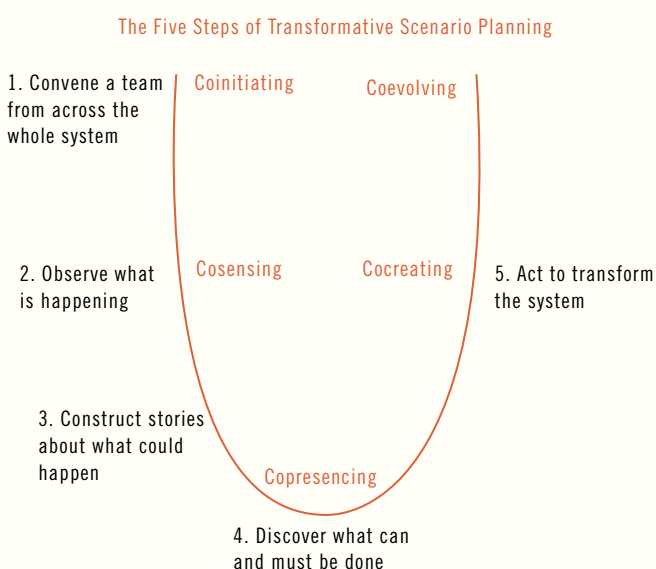 The Five Steps of Transformative Scenario Planning
1. Convene a team
from across the
whole system
Coinitiating
Coevolving
2. Observe what
is happening
Cosensing
Cocreating
5. Act to transform
the system
3. Construct stories
about what could
happen
Copresencing
4. Discover what can
and must be done